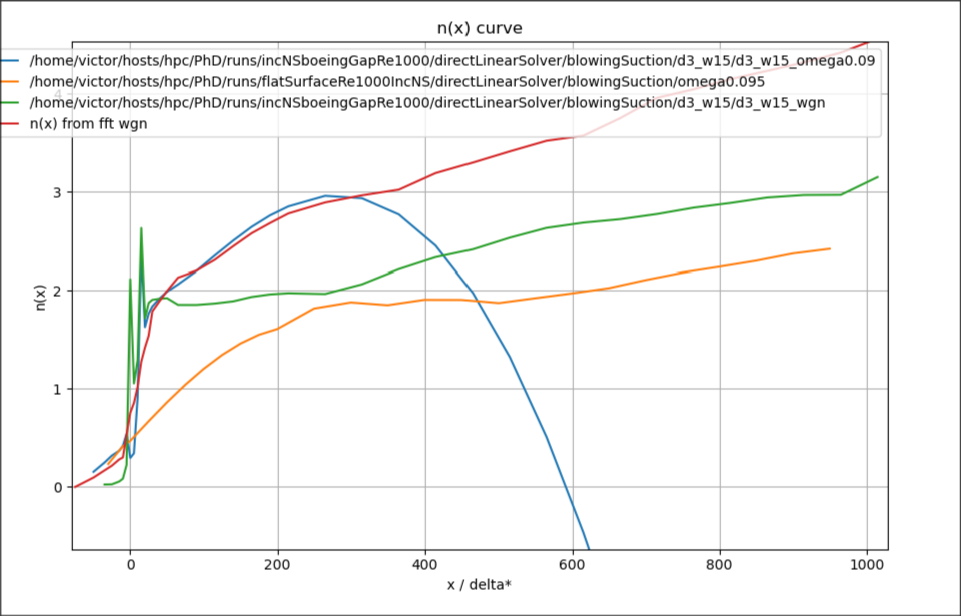 n(x) curve
/home/victor/hosts/hpc/PhD/runs/incNSboeingGapRe1000/directLinearSolver/blowingSuction/d3_w15/d3_w15_omega0.09
/home/victor/hosts/hpc/PhD/runs/flatSurfaceRe1000IncNS/directLinearSolver/blowingSuction/omega0.095
/home/victor/hosts/hpc/PhD/runs/incNSboeingGapRe1000/directLinearSolver/blowingSuction/d3_w15/d3_w15_wgn
n(x) from fft wgn
4
3
2
1
0
n(x)
0 200 400 600 800 1000
x / delta*